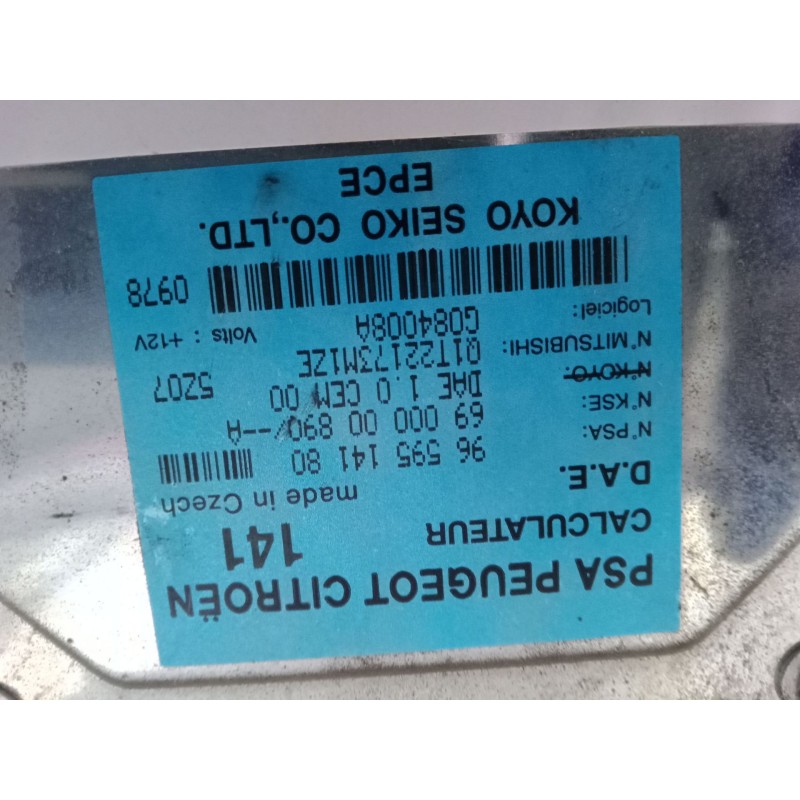 PSA PEUGEOT CITROËN
CALCULATEUR 141
D.A.E. made in Czech
N°PSA: 96 595 141 80
N°KSE: 69 000 00 890/--A
N°KOYO: DAE 1.0 CEM 00 5Z07
N°MITSUBISHI: Q1T22173M1ZE
Logiciel: G084008A Volts : +12V
0978
KOYO SEIKO CO.,LTD.
EPCE